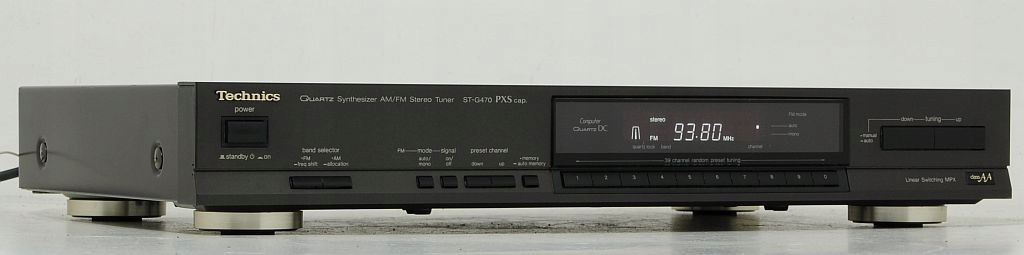 Technics
Quartz Synthesizer AM/FM Stereo Tuner ST-G470 PXS cap.
power
standby on
band selector
FM AM
freq shift allocation
FM mode signal
auto/ on/
mono off
preset channel
down up
memory
auto memory
Computer
Quartz DC
stereo
FM 93.80 MHz
quartz lock band channel
FM mode
auto
mono
39 channel random preset tuning
1 2 3 4 5 6 7 8 9 0
down tuning up
manual
auto
Linear Switching MPX
class AA